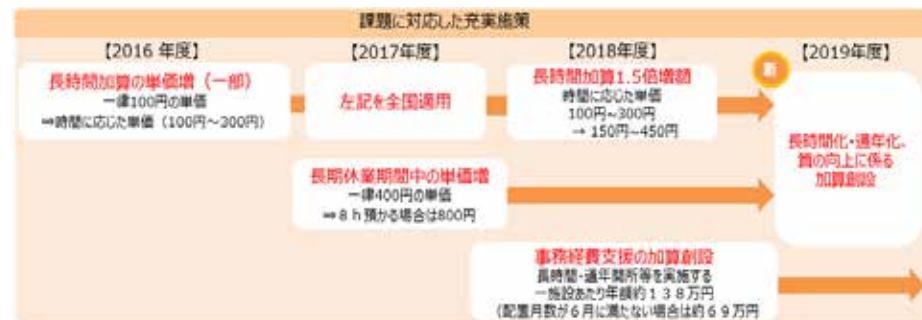 課題に対応した充実施策
【2016 年度】
【2017年度】
【2018年度】
【2019年度】
長時間加算の単価増（一部）
一律100円の単価
⇒時間に応じた単価（100円～300円）
左記を全国適用
長時間加算1.5倍増額
時間に応じた単価
100円～300円
→ 150円～450円
新
長時間化・通年化、
質の向上に係る
加算創設
長期休業期間中の単価増
一律400円の単価
⇒８ｈ預かる場合は800円
事務経費支援の加算創設
長時間・通年開所等を実施する
一施設あたり年額約１３８万円
（配置月数が６月に満たない場合は約６９万円